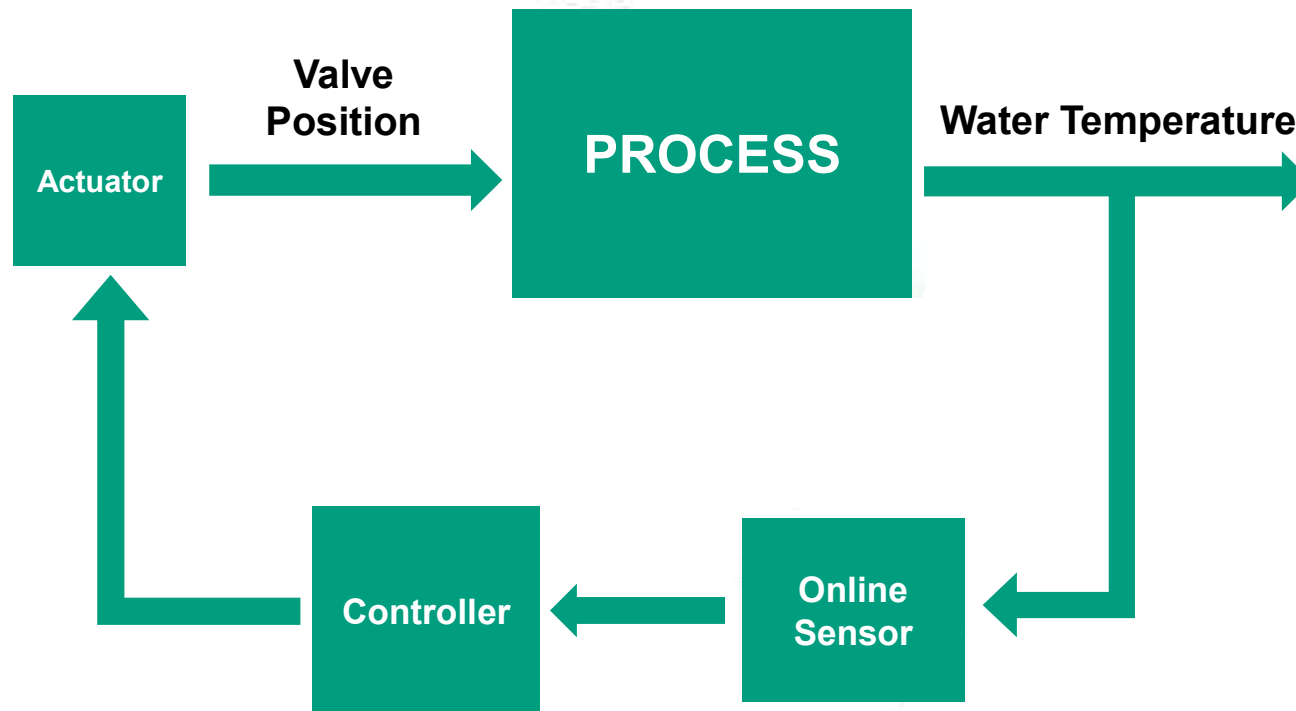 Valve
Position
Actuator
PROCESS
Water Temperature
Controller
Online
Sensor